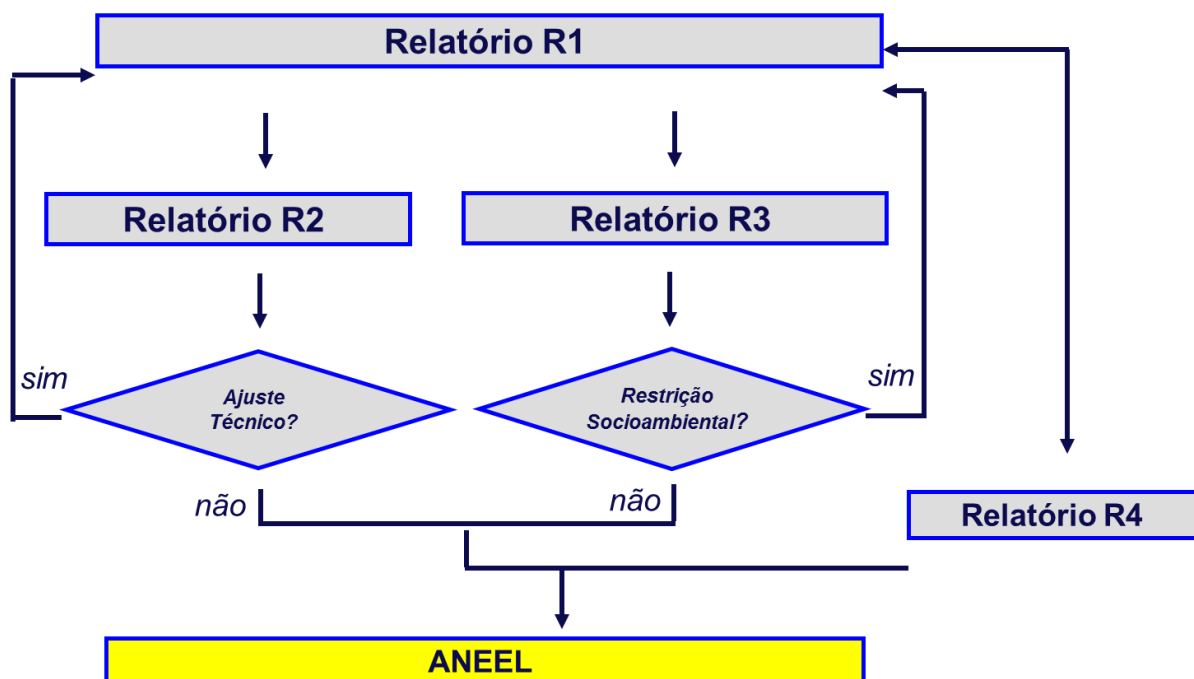 Relatório R1
Relatório R2
Relatório R3
sim
Ajuste
Técnico?
Restrição
Socioambiental?
sim
não
não
Relatório R4
ANEEL